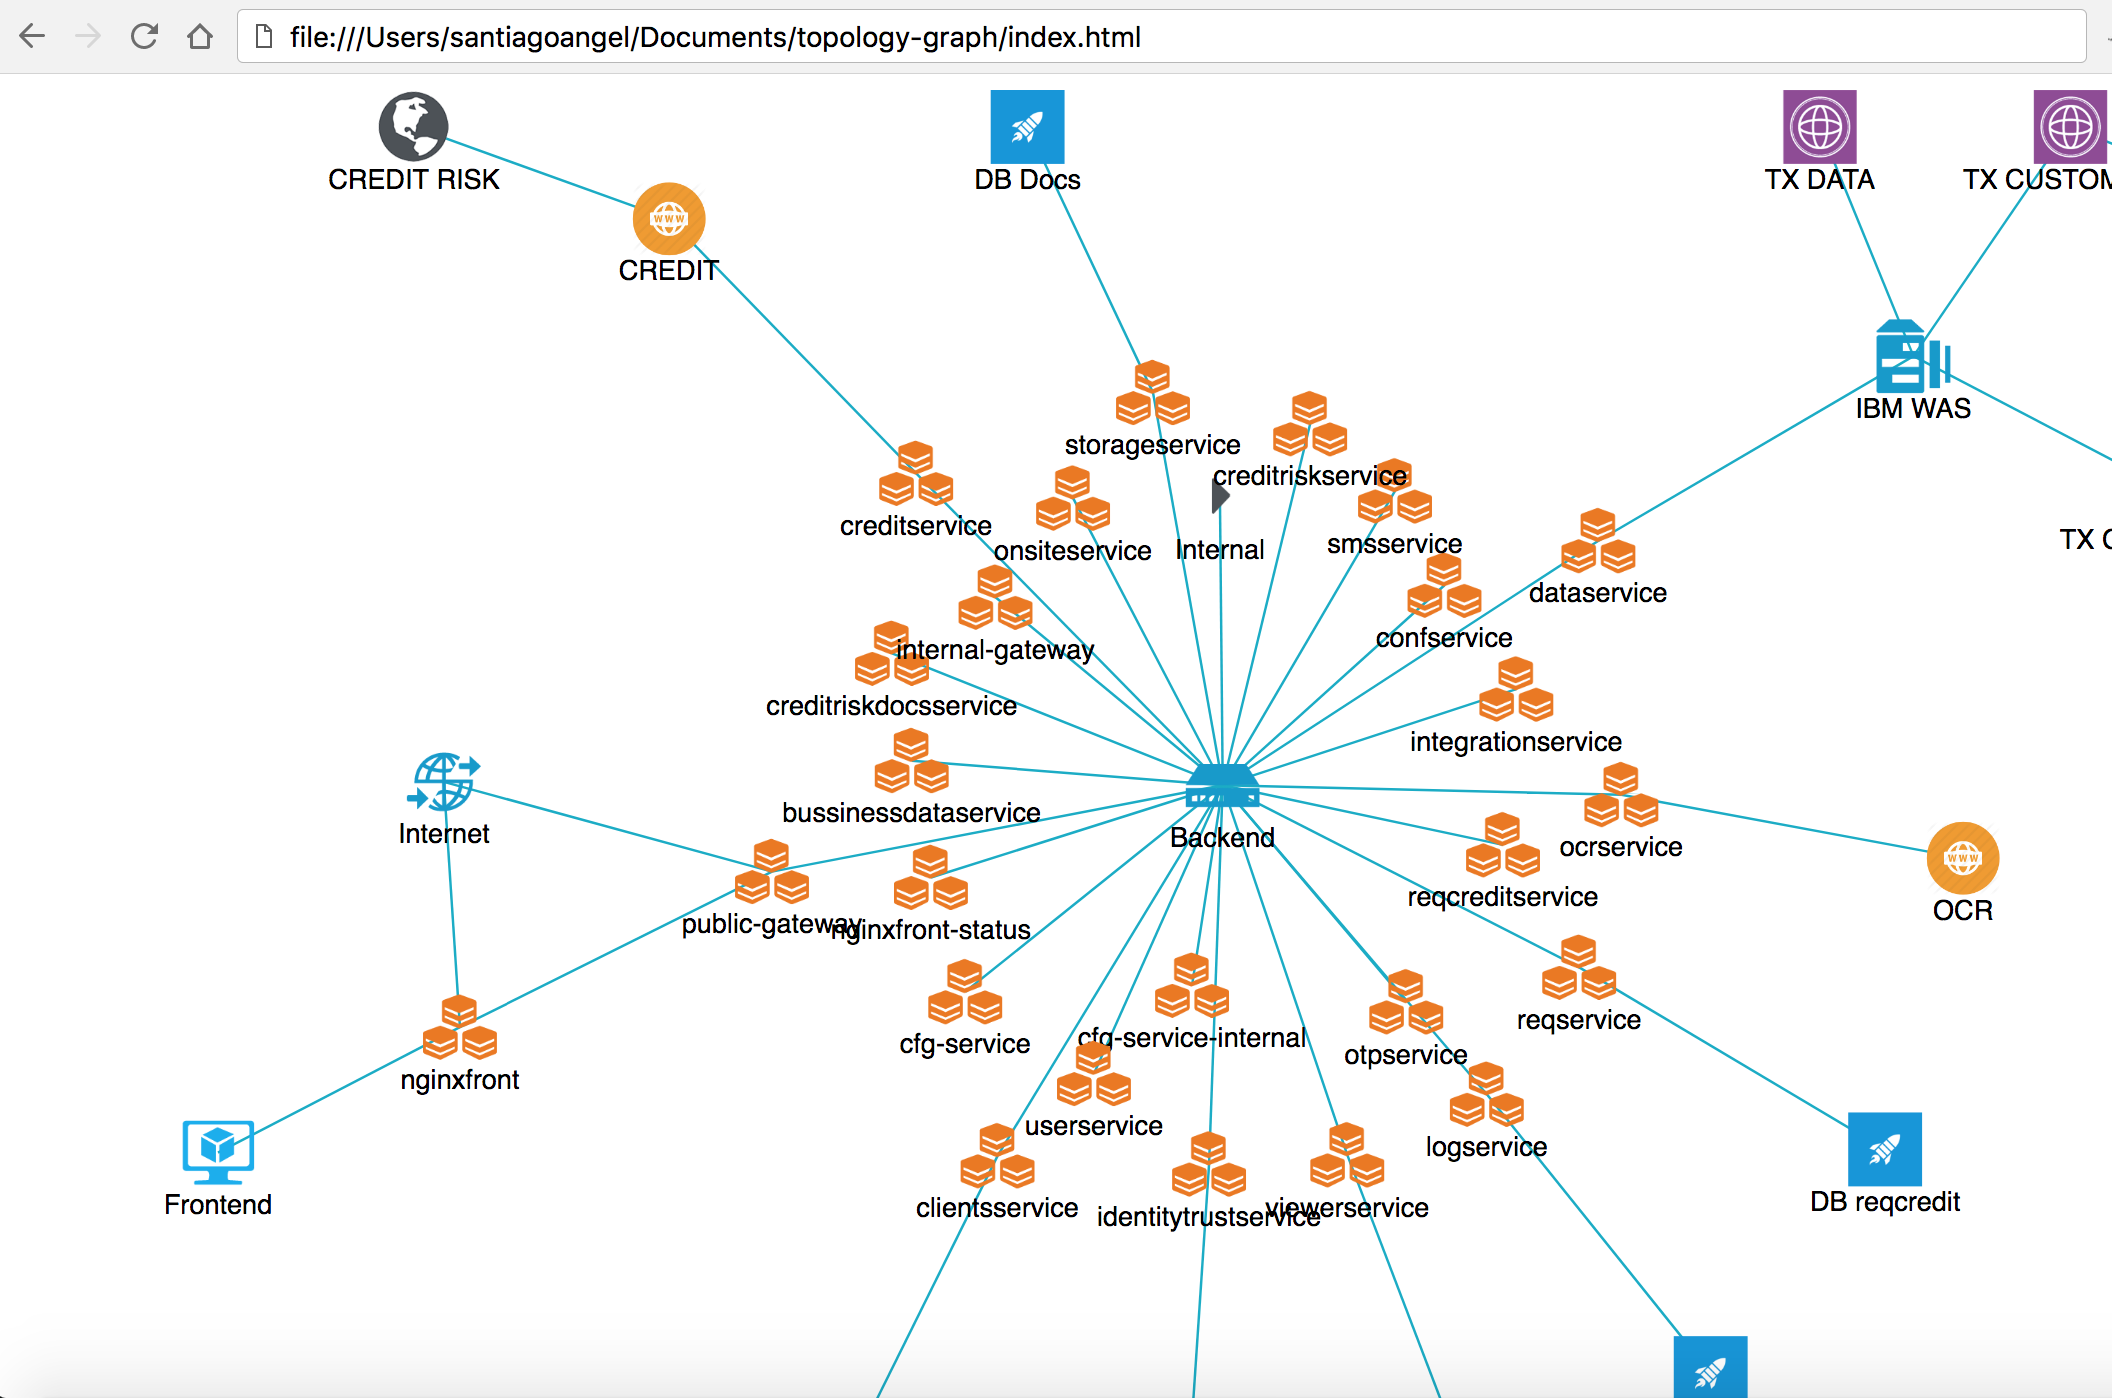 file:///Users/santiagoangel/Documents/topology-graph/index.html
CREDIT RISK
DB Docs
TX DATA
TX CUSTOM
WWW
CREDIT
IBM WAS
storageservice
creditriskservice
creditservice
onsiteservice
Internal
smsservice
TX C
dataservice
confservice
internal-gateway
creditriskdocsservice
integrationservice
bussinessdataservice
Internet
Backend
ocrservice
WWW
reqcreditservice
OCR
public-gateway
nginxfront-status
reqservice
cfg-service
cfg-service-internal
otpservice
nginxfront
userservice
logservice
Frontend
clientsservice
identitytrustservice
viewerservice
DB reqcredit